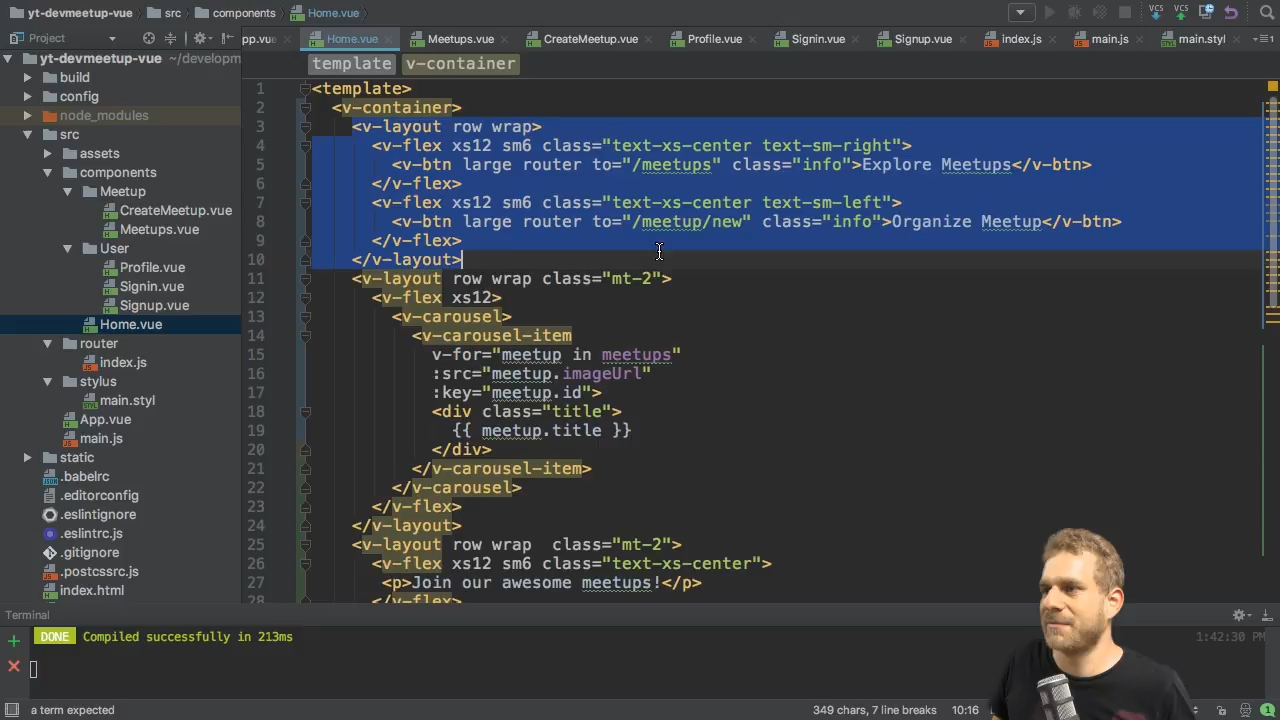 yt-devmeetup-vue src components Home.vue
Project
pp.vue Home.vue Meetups.vue CreateMeetup.vue Profile.vue Signin.vue Signup.vue index.js main.js main.styl
VCS VCS
yt-devmeetup-vue ~/developm
build
config
node_modules
src
assets
components
Meetup
CreateMeetup.vue
Meetups.vue
User
Profile.vue
Signin.vue
Signup.vue
Home.vue
router
index.js
stylus
main.styl
App.vue
main.js
static
.babelrc
.editorconfig
.eslintignore
.eslintrc.js
.gitignore
.postcssrc.js
index.html
template v-container
1 <template>
2 <v-container>
3 <v-layout row wrap>
4 <v-flex xs12 sm6 class="text-xs-center text-sm-right">
5 <v-btn large router to="/meetups" class="info">Explore Meetups</v-btn>
6 </v-flex>
7 <v-flex xs12 sm6 class="text-xs-center text-sm-left">
8 <v-btn large router to="/meetup/new" class="info">Organize Meetup</v-btn>
9 </v-flex>
10 </v-layout>
11 <v-layout row wrap class="mt-2">
12 <v-flex xs12>
13 <v-carousel>
14 <v-carousel-item
15 v-for="meetup in meetups"
16 :src="meetup.imageUrl"
17 :key="meetup.id">
18 <div class="title">
19 {{ meetup.title }}
20 </div>
21 </v-carousel-item>
22 </v-carousel>
23 </v-flex>
24 </v-layout>
25 <v-layout row wrap  class="mt-2">
26 <v-flex xs12 sm6 class="text-xs-center">
27 <p>Join our awesome meetups!</p>
28 </v-flex>
Terminal
DONE Compiled successfully in 213ms 1:42:30 PM
a term expected 349 chars, 7 line breaks 10:16 1